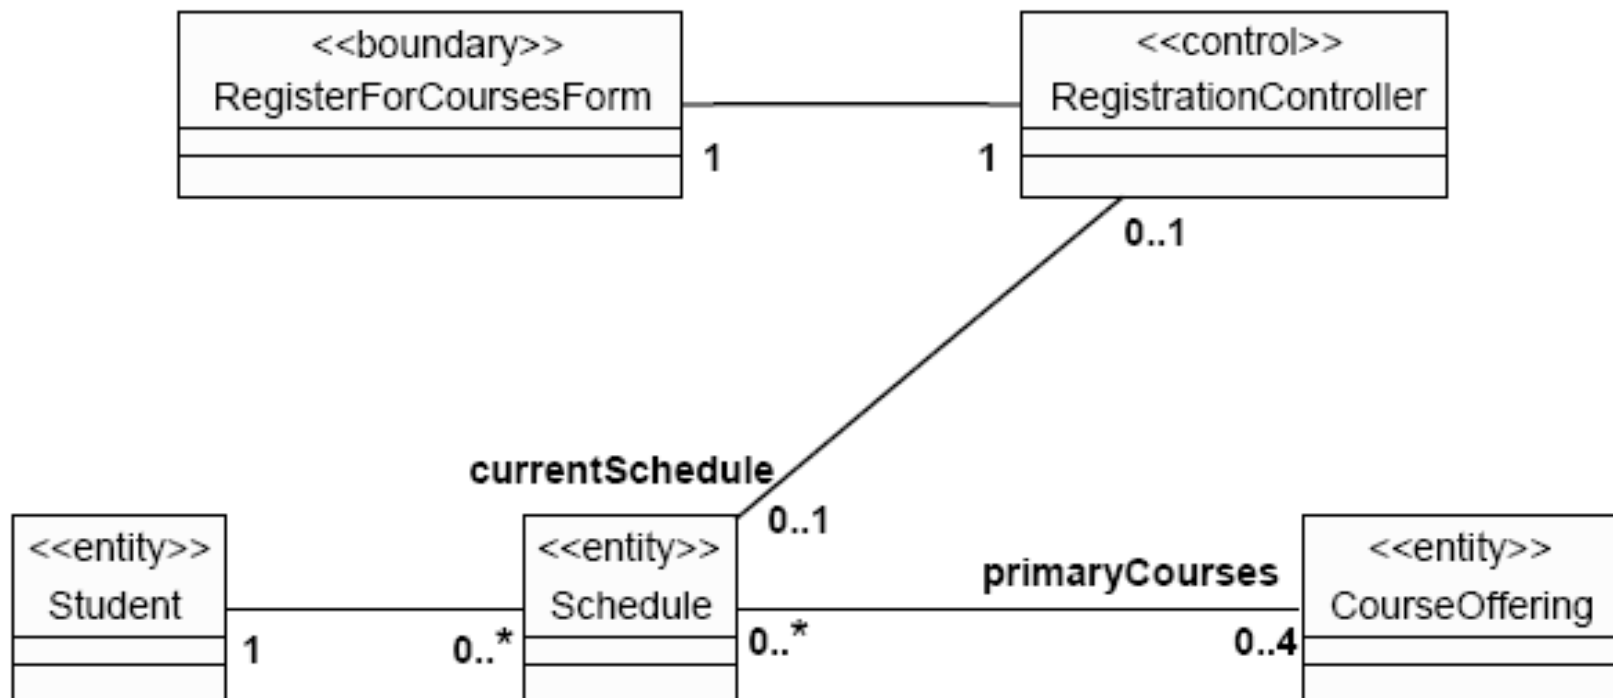 <<boundary>>
RegisterForCoursesForm
<<control>>
RegistrationController
1
1
0..1
currentSchedule
0..1
<<entity>>
Student
<<entity>>
Schedule
primaryCourses
<<entity>>
CourseOffering
1
0..*
0..*
0..4